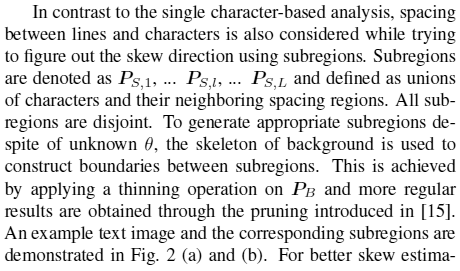 In contrast to the single character-based analysis, spacing
between lines and characters is also considered while trying
to figure out the skew direction using subregions. Subregions
are denoted as P_{S,1}, ... P_{S,l}, ... P_{S,L} and defined as unions
of characters and their neighboring spacing regions. All sub-
regions are disjoint. To generate appropriate subregions de-
spite of unknown θ, the skeleton of background is used to
construct boundaries between subregions. This is achieved
by applying a thinning operation on P_B and more regular
results are obtained through the pruning introduced in [15].
An example text image and the corresponding subregions are
demonstrated in Fig. 2 (a) and (b). For better skew estima-